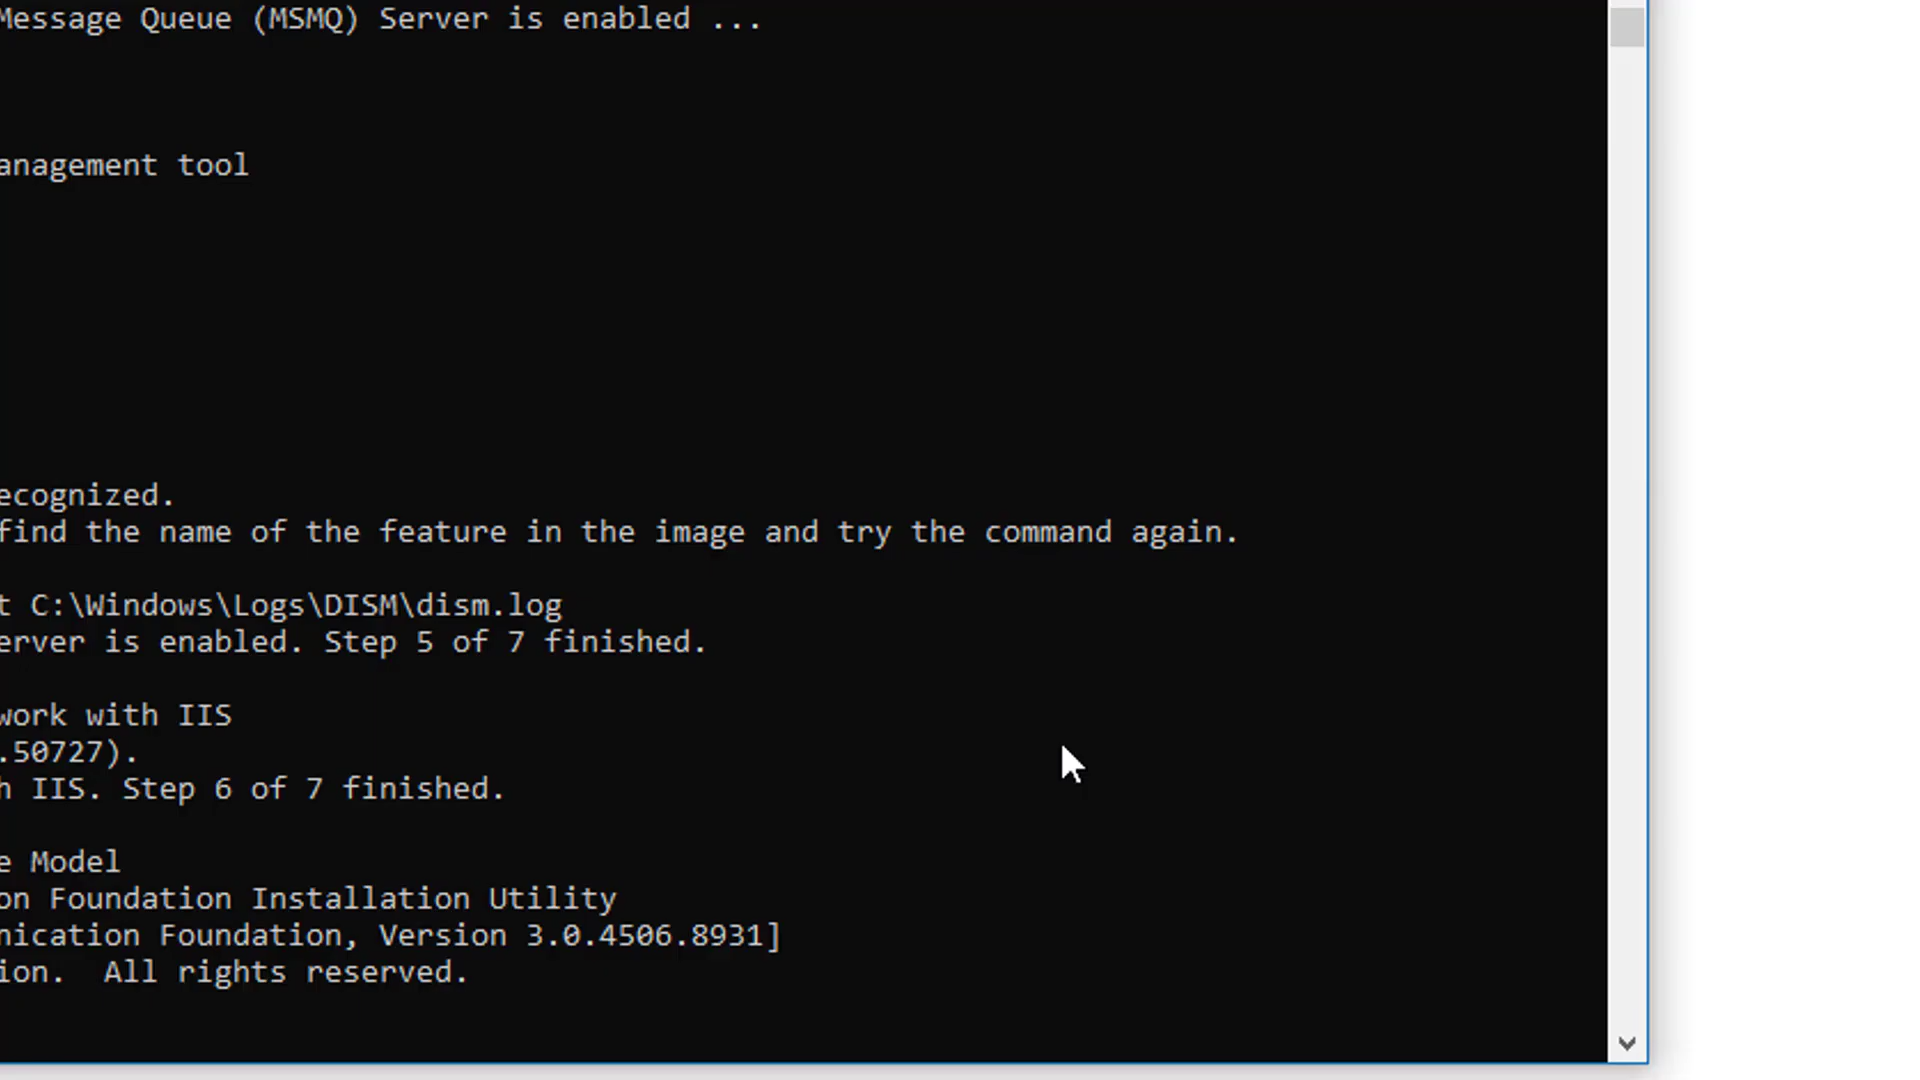 Message Queue (MSMQ) Server is enabled ...
anagement tool
ecognized.
find the name of the feature in the image and try the command again.
t C:\Windows\Logs\DISM\dism.log
erver is enabled. Step 5 of 7 finished.
work with IIS
.50727).
h IIS. Step 6 of 7 finished.
e Model
on Foundation Installation Utility
nication Foundation, Version 3.0.4506.8931]
ion.  All rights reserved.